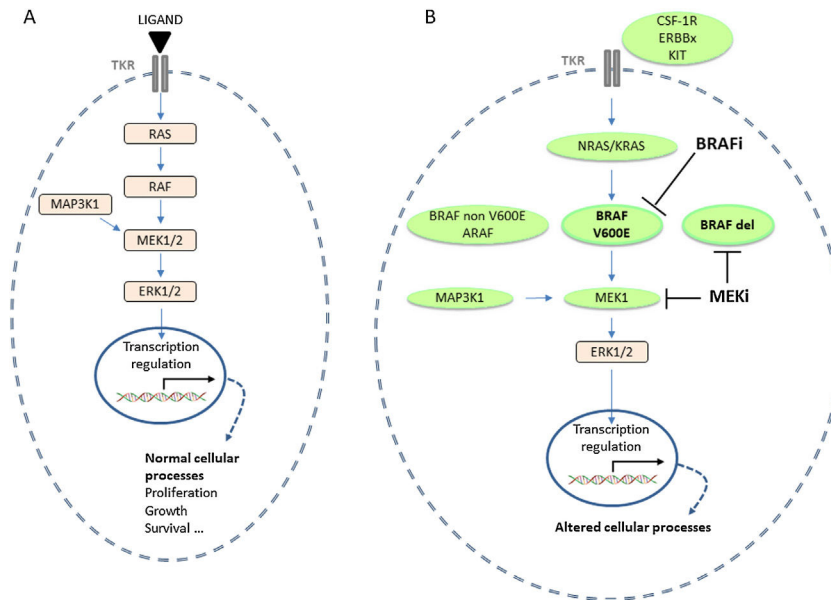 A
LIGAND
TKR
RAS
RAF
MAP3K1
MEK1/2
ERK1/2
Transcription
regulation
Normal cellular
processes
Proliferation
Growth
Survival ...
B
CSF-1R
ERBBx
KIT
TKR
NRAS/KRAS
BRAFi
BRAF non V600E
ARAF
BRAF
V600E
BRAF del
MAP3K1
MEK1
MEKi
ERK1/2
Transcription
regulation
Altered cellular processes